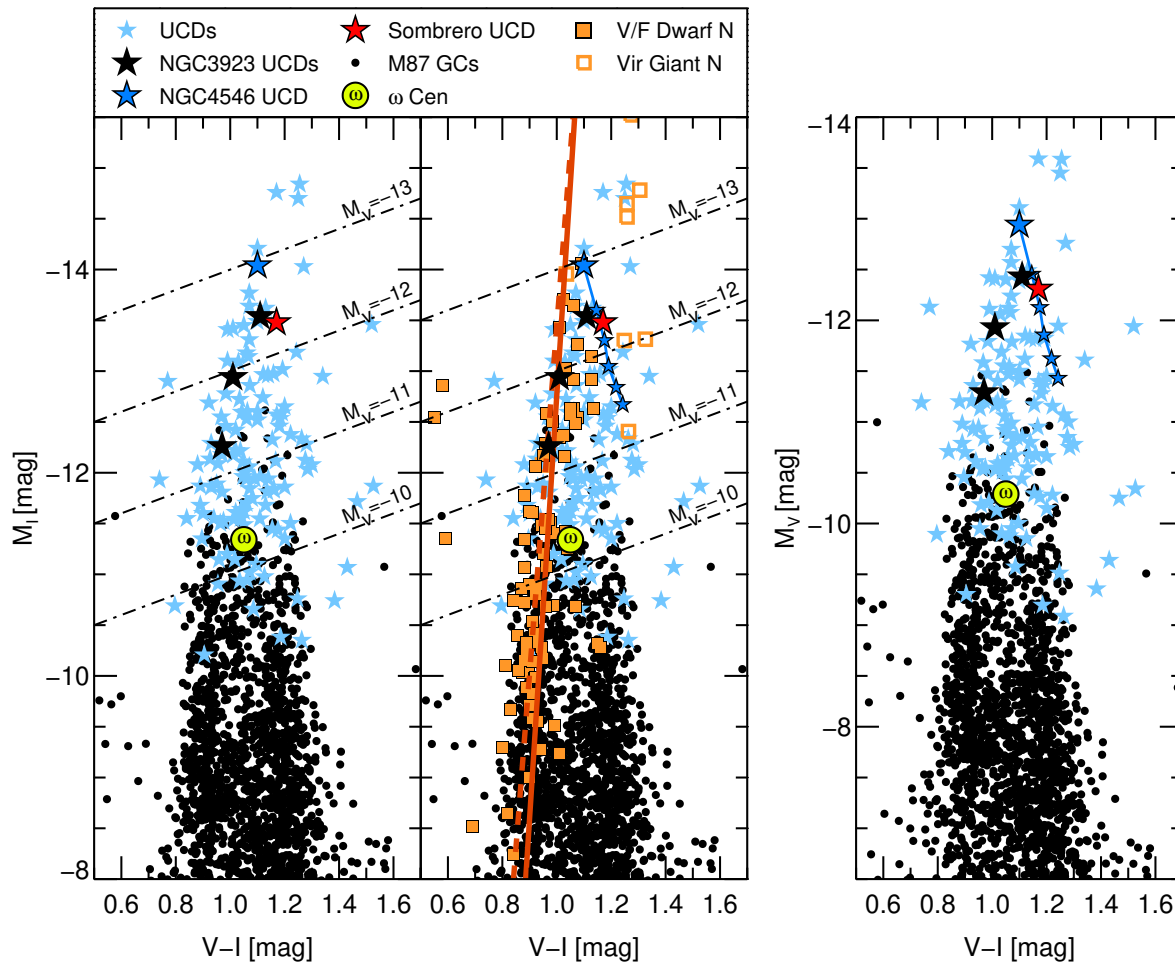 UCDs Sombrero UCD V/F Dwarf N
NGC3923 UCDs M87 GCs Vir Giant N
NGC4546 UCD ω ω Cen
M_V=−13 M_V=−13
M_V=−12 M_V=−12
M_V=−11 M_V=−11
M_V=−10 M_V=−10
ω ω ω
−14 −14
−12 −12
−10 −10
−8 −8
M_I [mag] M_V [mag]
0.6 0.8 1.0 1.2 1.4 1.6 0.6 0.8 1.0 1.2 1.4 1.6 0.6 0.8 1.0 1.2 1.4 1.6
V−I [mag] V−I [mag] V−I [mag]